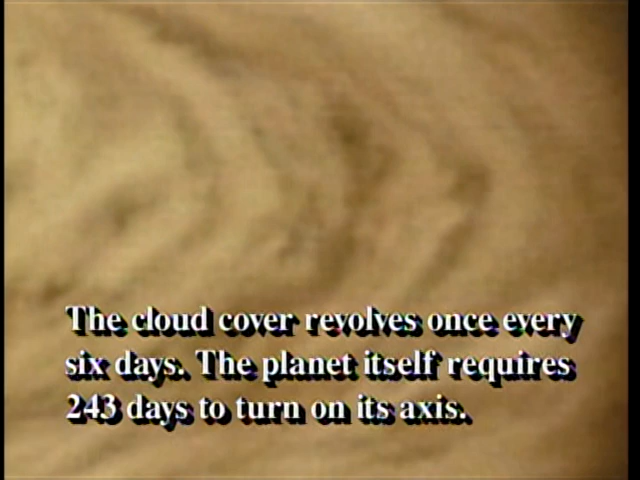 The cloud cover revolves once every
six days. The planet itself requires
243 days to turn on its axis.